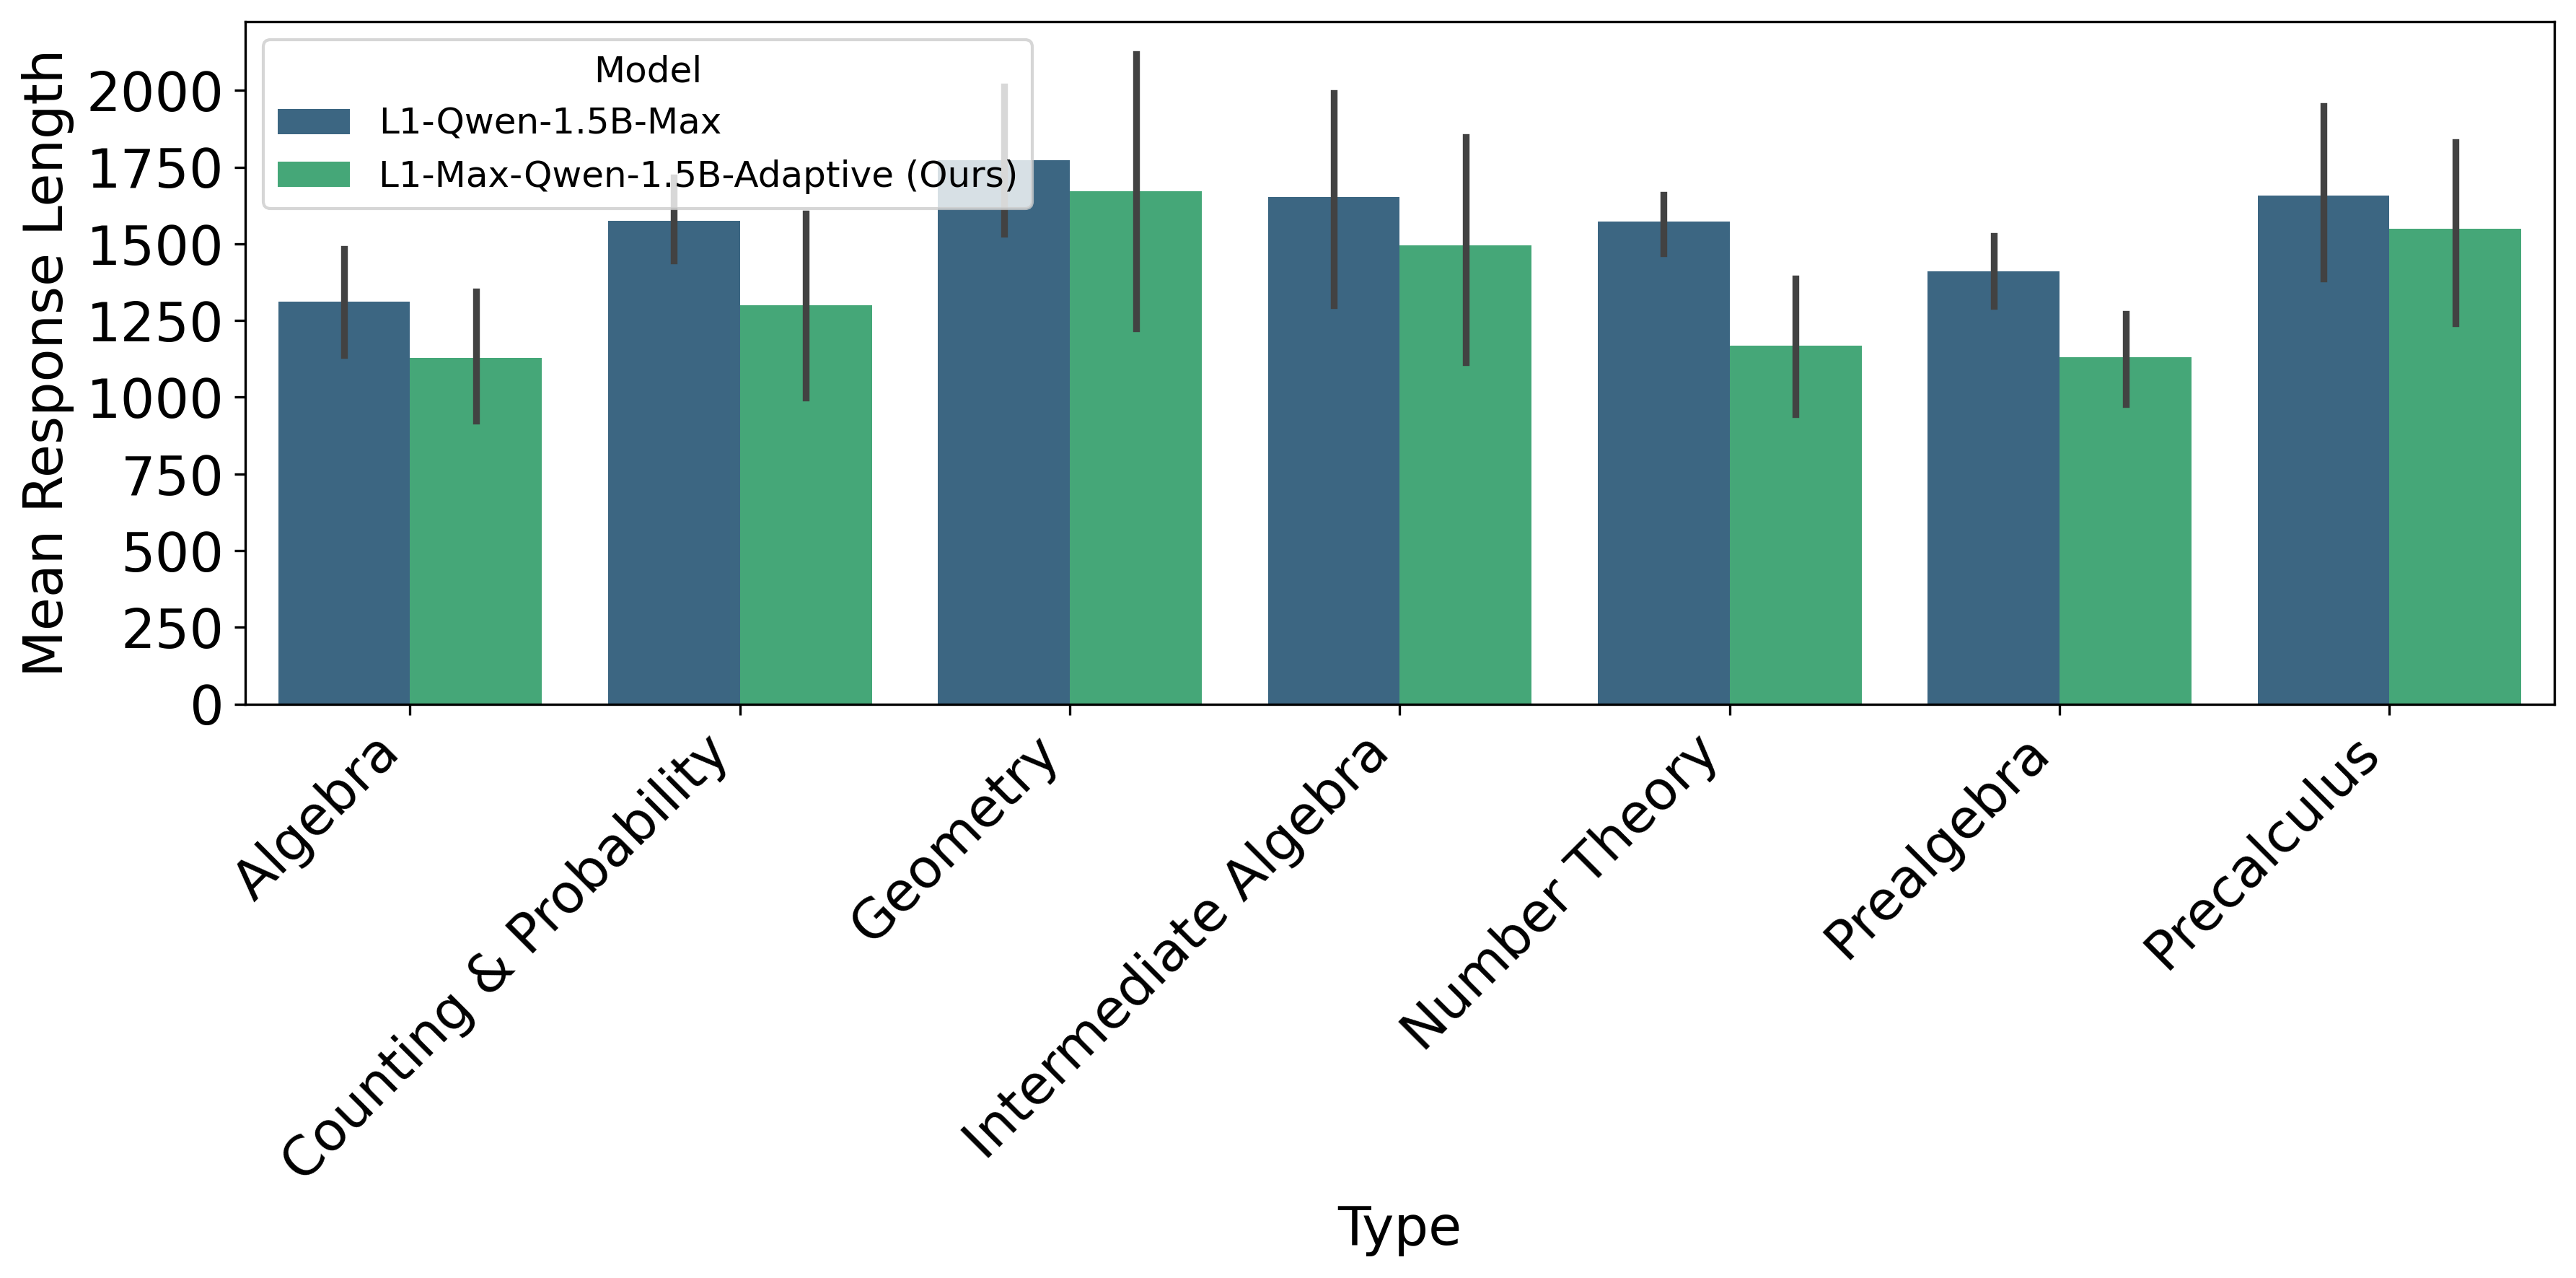 Model
L1-Qwen-1.5B-Max
L1-Max-Qwen-1.5B-Adaptive (Ours)
Mean Response Length
2000
1750
1500
1250
1000
750
500
250
0
Algebra
Counting & Probability
Geometry
Intermediate Algebra
Number Theory
Prealgebra
Precalculus
Type